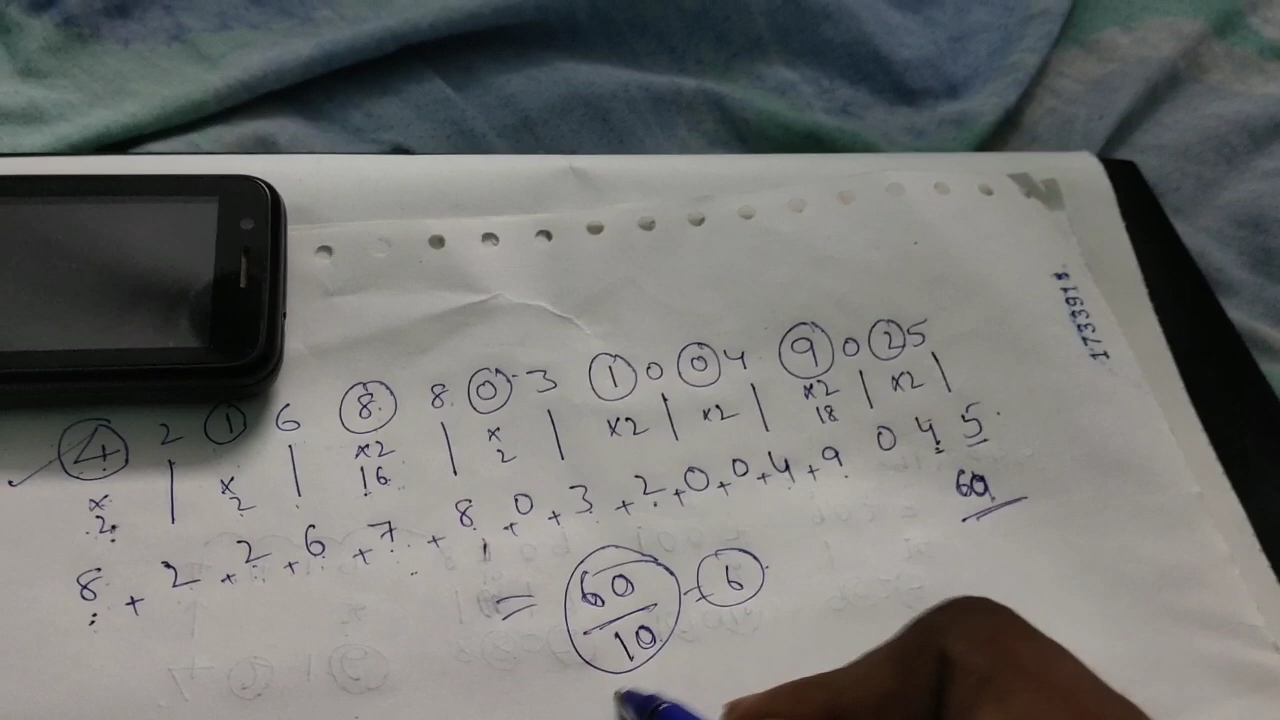 1733918
4 2 1 6 8 8 0 3 1 0 0 4 9 0 2 5
x2 | x2 | x2 | x2 | x2 | x2 | x2 | x2 |
16 18
8 + 2 + 2 + 6 + 7 + 8 + 0 + 3 + 2 + 0 + 0 + 4 + 9 0 4 5
60
= 60/10 - 6